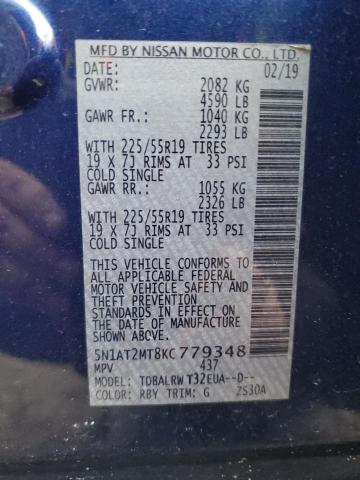 MFD BY NISSAN MOTOR CO., LTD.
DATE: 02/19
GVWR: 2082 KG
4590 LB
GAWR FR.: 1040 KG
2293 LB
WITH 225/55R19 TIRES
19 X 7J RIMS AT 33 PSI
COLD SINGLE
GAWR RR.: 1055 KG
2326 LB
WITH 225/55R19 TIRES
19 X 7J RIMS AT 33 PSI
COLD SINGLE
THIS VEHICLE CONFORMS TO
ALL APPLICABLE FEDERAL
MOTOR VEHICLE SAFETY AND
THEFT PREVENTION
STANDARDS IN EFFECT ON
THE DATE OF MANUFACTURE
SHOWN ABOVE.
5N1AT2MT8KC779348
MPV 437
MODEL: TDBALRW T32EUA--D--
COLOR: RBY TRIM: G ZS30A